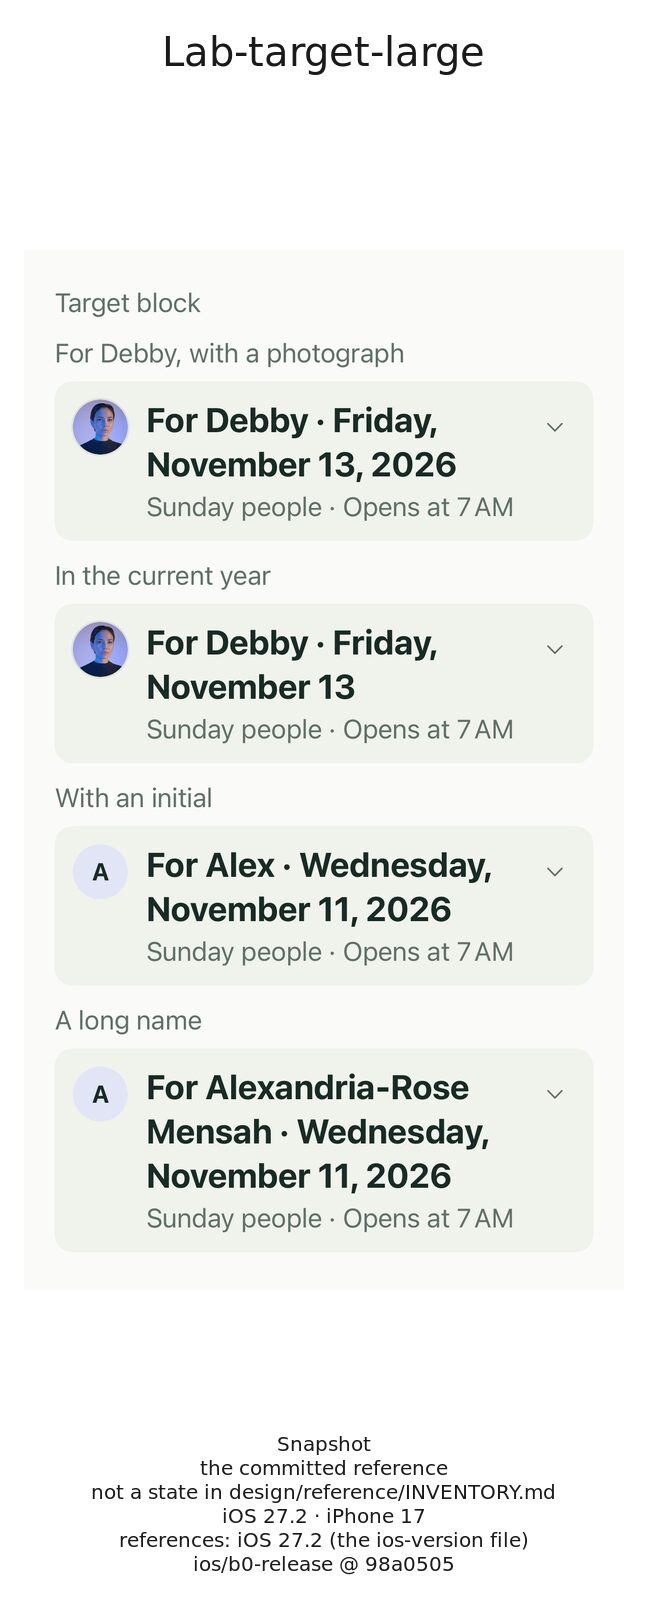 Lab-target-large
Target block
For Debby, with a photograph
For Debby · Friday,
November 13, 2026
Sunday people · Opens at 7 AM
In the current year
For Debby · Friday,
November 13
Sunday people · Opens at 7 AM
With an initial
A
For Alex · Wednesday,
November 11, 2026
Sunday people · Opens at 7 AM
A long name
A
For Alexandria-Rose
Mensah · Wednesday,
November 11, 2026
Sunday people · Opens at 7 AM
Snapshot
the committed reference
not a state in design/reference/INVENTORY.md
iOS 27.2 · iPhone 17
references: iOS 27.2 (the ios-version file)
ios/b0-release @ 98a0505